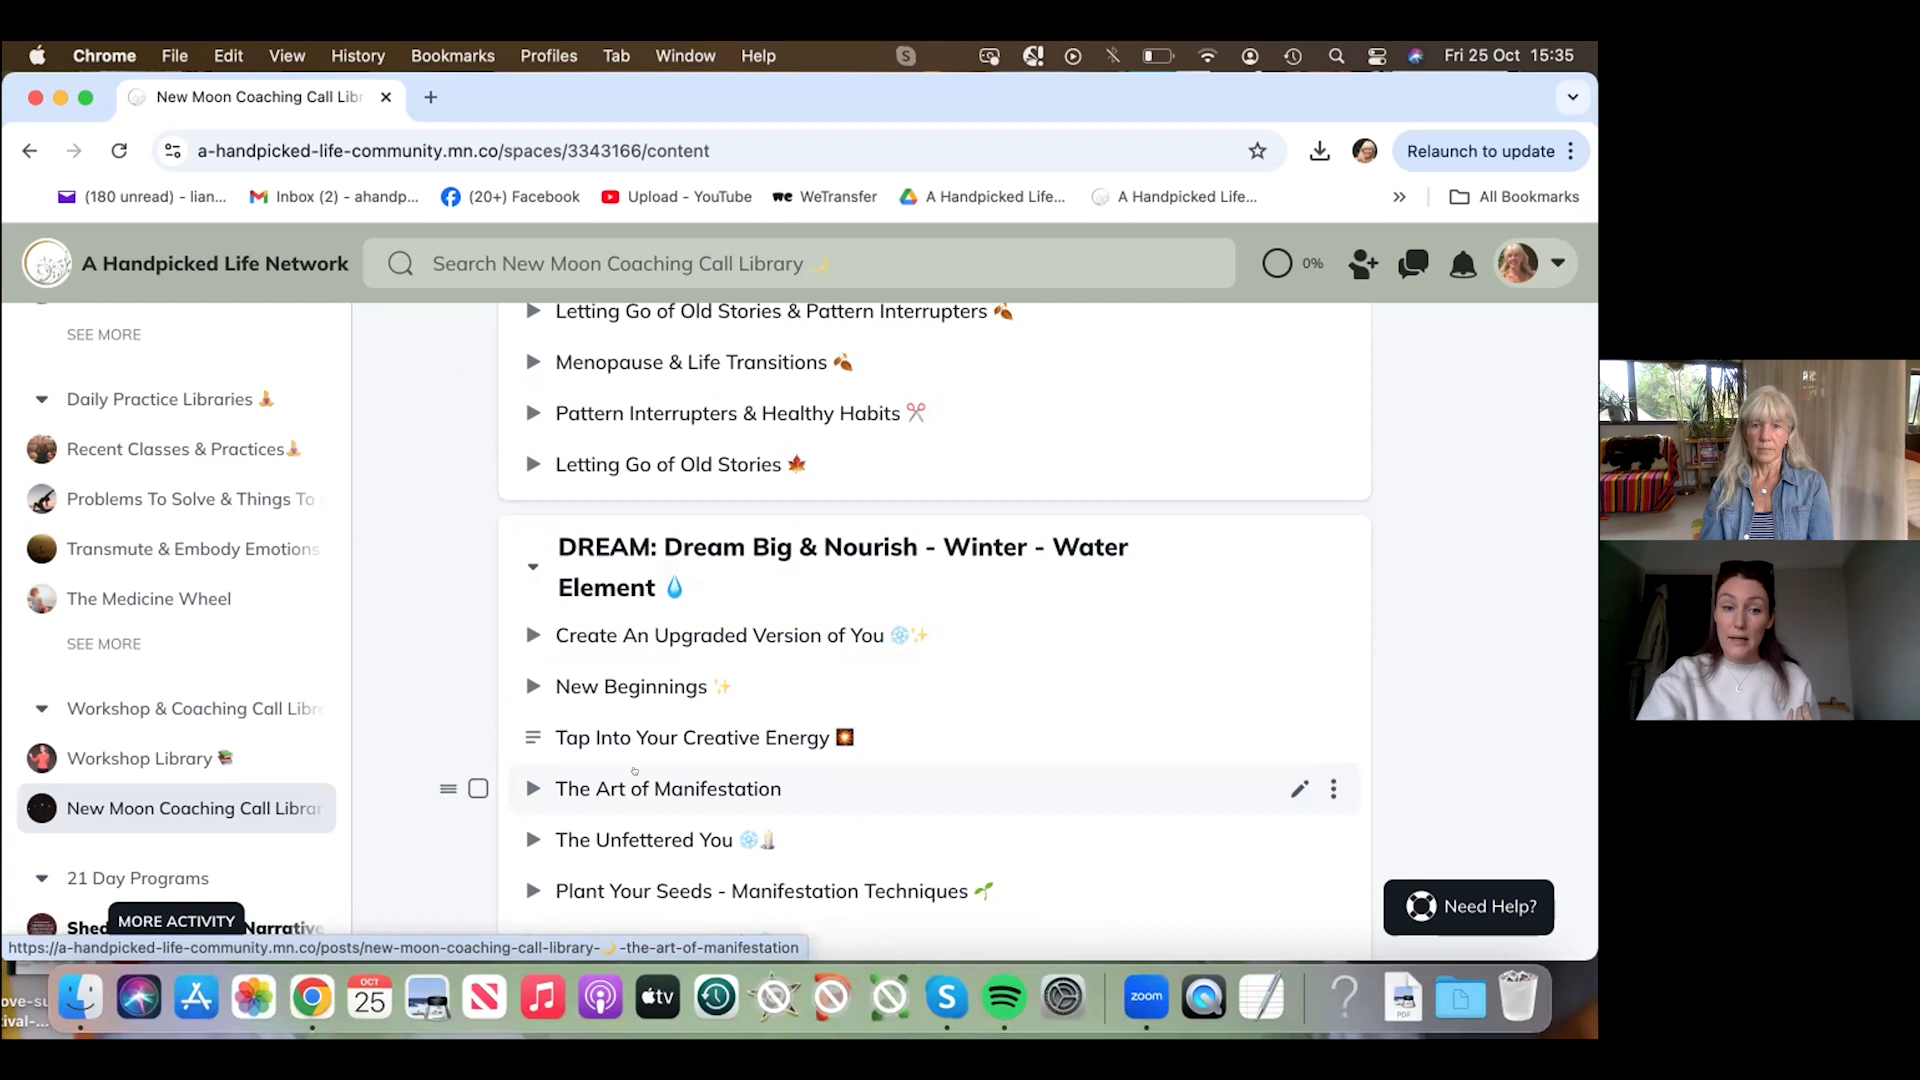 Chrome File Edit View History Bookmarks Profiles Tab Window Help Fri 25 Oct 15:35
New Moon Coaching Call Libr
a-handpicked-life-community.mn.co/spaces/3343166/content
Relaunch to update
(180 unread) - lian... Inbox (2) - ahandp... (20+) Facebook Upload - YouTube WeTransfer A Handpicked Life... A Handpicked Life... All Bookmarks
A Handpicked Life Network Search New Moon Coaching Call Library 🌙 0%
SEE MORE
Daily Practice Libraries 🧘
Recent Classes & Practices🧘
Problems To Solve & Things To
Transmute & Embody Emotions
The Medicine Wheel
SEE MORE
Workshop & Coaching Call Libr
Workshop Library 📚
New Moon Coaching Call Librar
21 Day Programs
Shed Narrative
MORE ACTIVITY
Letting Go of Old Stories & Pattern Interrupters 🍂
Menopause & Life Transitions 🍂
Pattern Interrupters & Healthy Habits ✂️
Letting Go of Old Stories 🍁
DREAM: Dream Big & Nourish - Winter - Water
Element 💧
Create An Upgraded Version of You ❄️✨
New Beginnings ✨
Tap Into Your Creative Energy 🎇
The Art of Manifestation
The Unfettered You ❄️🕯️
Plant Your Seeds - Manifestation Techniques 🌱
Need Help?
https://a-handpicked-life-community.mn.co/posts/new-moon-coaching-call-library-🌙-the-art-of-manifestation
OCT
25
tv
zoom
PDF